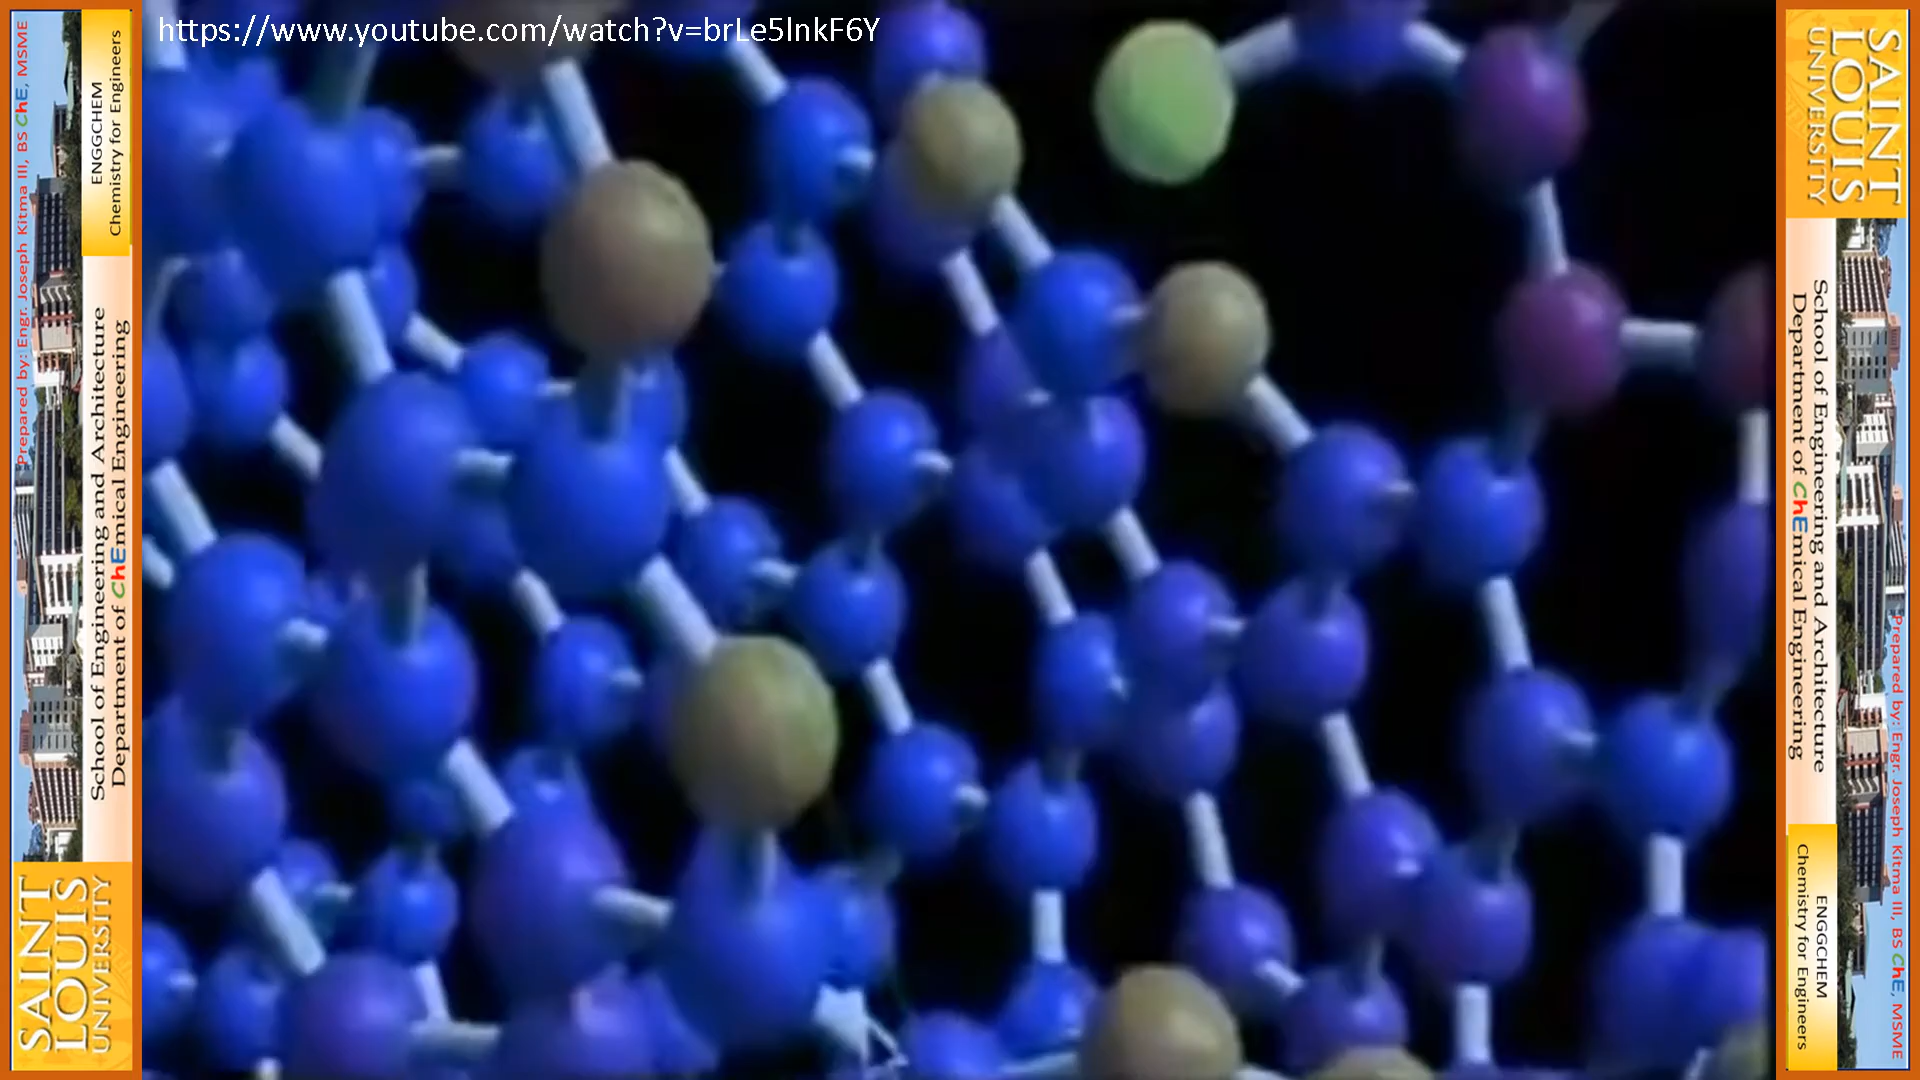 https://www.youtube.com/watch?v=brLe5lnkF6Y
Prepared by: Engr. Joseph Kitma III, BS ChE, MSME
ENGGCHEM
Chemistry for Engineers
School of Engineering and Architecture
Department of ChEmical Engineering
SAINT
LOUIS
UNIVERSITY
SAINT
LOUIS
UNIVERSITY
School of Engineering and Architecture
Department of ChEmical Engineering
ENGGCHEM
Chemistry for Engineers
Prepared by: Engr. Joseph Kitma III, BS ChE, MSME